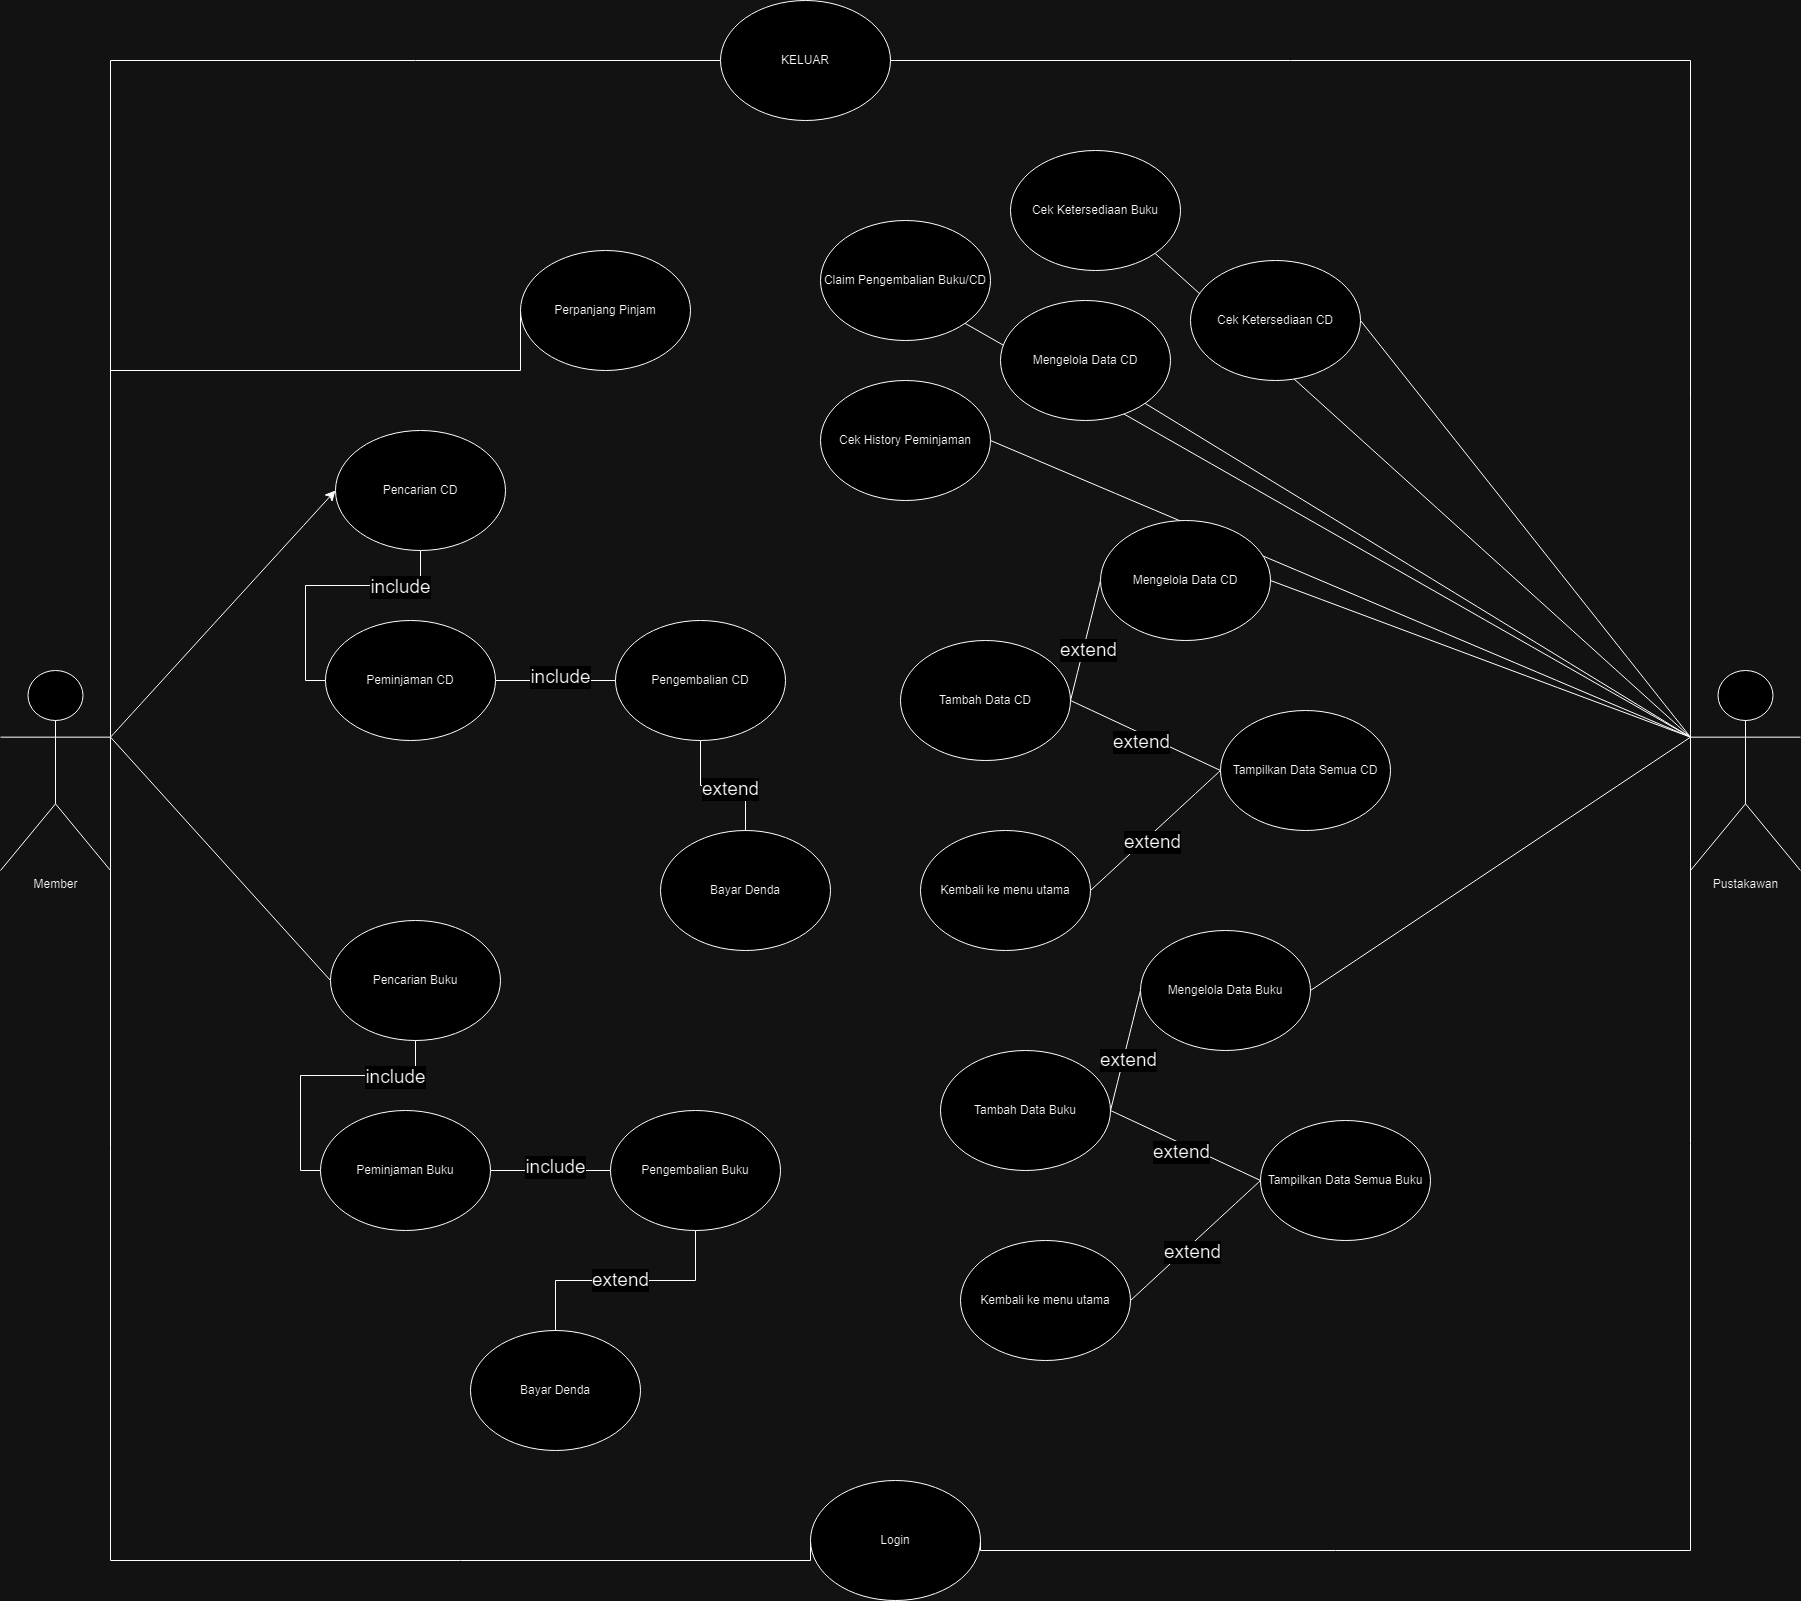 KELUAR
Cek Ketersediaan Buku
Claim Pengembalian Buku/CD
Perpanjang Pinjam
Cek Ketersediaan CD
Mengelola Data CD
Cek History Peminjaman
Pencarian CD
include
Mengelola Data CD
extend
Peminjaman CD
include
Pengembalian CD
Tambah Data CD
extend
Tampilkan Data Semua CD
extend
extend
Member
Pustakawan
Bayar Denda
Kembali ke menu utama
Pencarian Buku
Mengelola Data Buku
include
extend
Tambah Data Buku
extend
Peminjaman Buku
include
Pengembalian Buku
Tampilkan Data Semua Buku
extend
extend
Kembali ke menu utama
Bayar Denda
Login